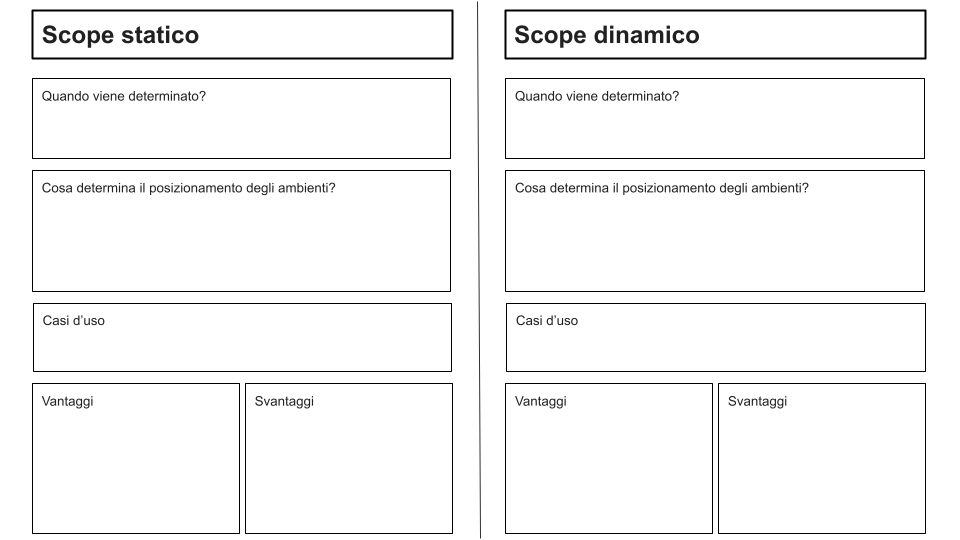 Scope statico
Quando viene determinato?
Cosa determina il posizionamento degli ambienti?
Casi d’uso
Vantaggi
Svantaggi
Scope dinamico
Quando viene determinato?
Cosa determina il posizionamento degli ambienti?
Casi d’uso
Vantaggi
Svantaggi